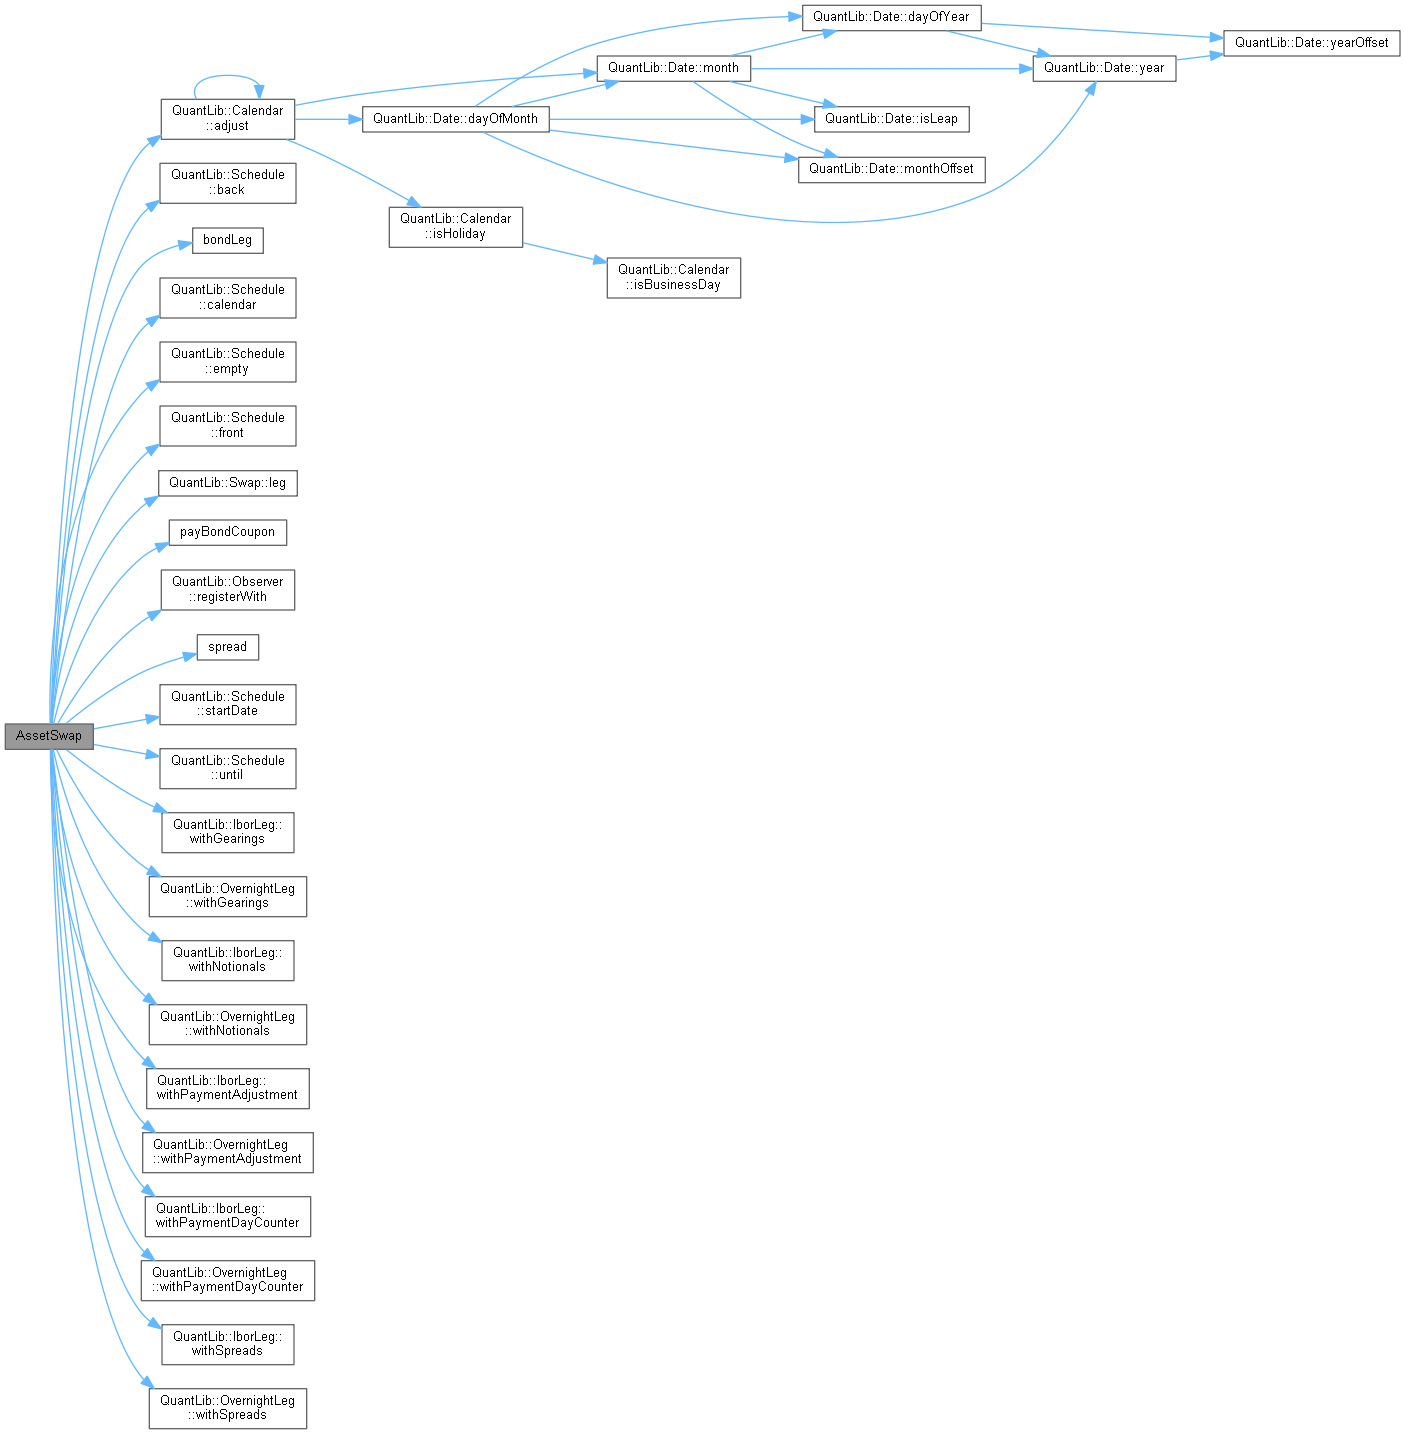 AssetSwap
QuantLib::Calendar
::adjust
QuantLib::Date::dayOfMonth
QuantLib::Date::month
QuantLib::Date::dayOfYear
QuantLib::Date::year
QuantLib::Date::yearOffset
QuantLib::Date::isLeap
QuantLib::Date::monthOffset
QuantLib::Calendar
::isHoliday
QuantLib::Calendar
::isBusinessDay
QuantLib::Schedule
::back
bondLeg
QuantLib::Schedule
::calendar
QuantLib::Schedule
::empty
QuantLib::Schedule
::front
QuantLib::Swap::leg
payBondCoupon
QuantLib::Observer
::registerWith
spread
QuantLib::Schedule
::startDate
QuantLib::Schedule
::until
QuantLib::IborLeg::
withGearings
QuantLib::OvernightLeg
::withGearings
QuantLib::IborLeg::
withNotionals
QuantLib::OvernightLeg
::withNotionals
QuantLib::IborLeg::
withPaymentAdjustment
QuantLib::OvernightLeg
::withPaymentAdjustment
QuantLib::IborLeg::
withPaymentDayCounter
QuantLib::OvernightLeg
::withPaymentDayCounter
QuantLib::IborLeg::
withSpreads
QuantLib::OvernightLeg
::withSpreads